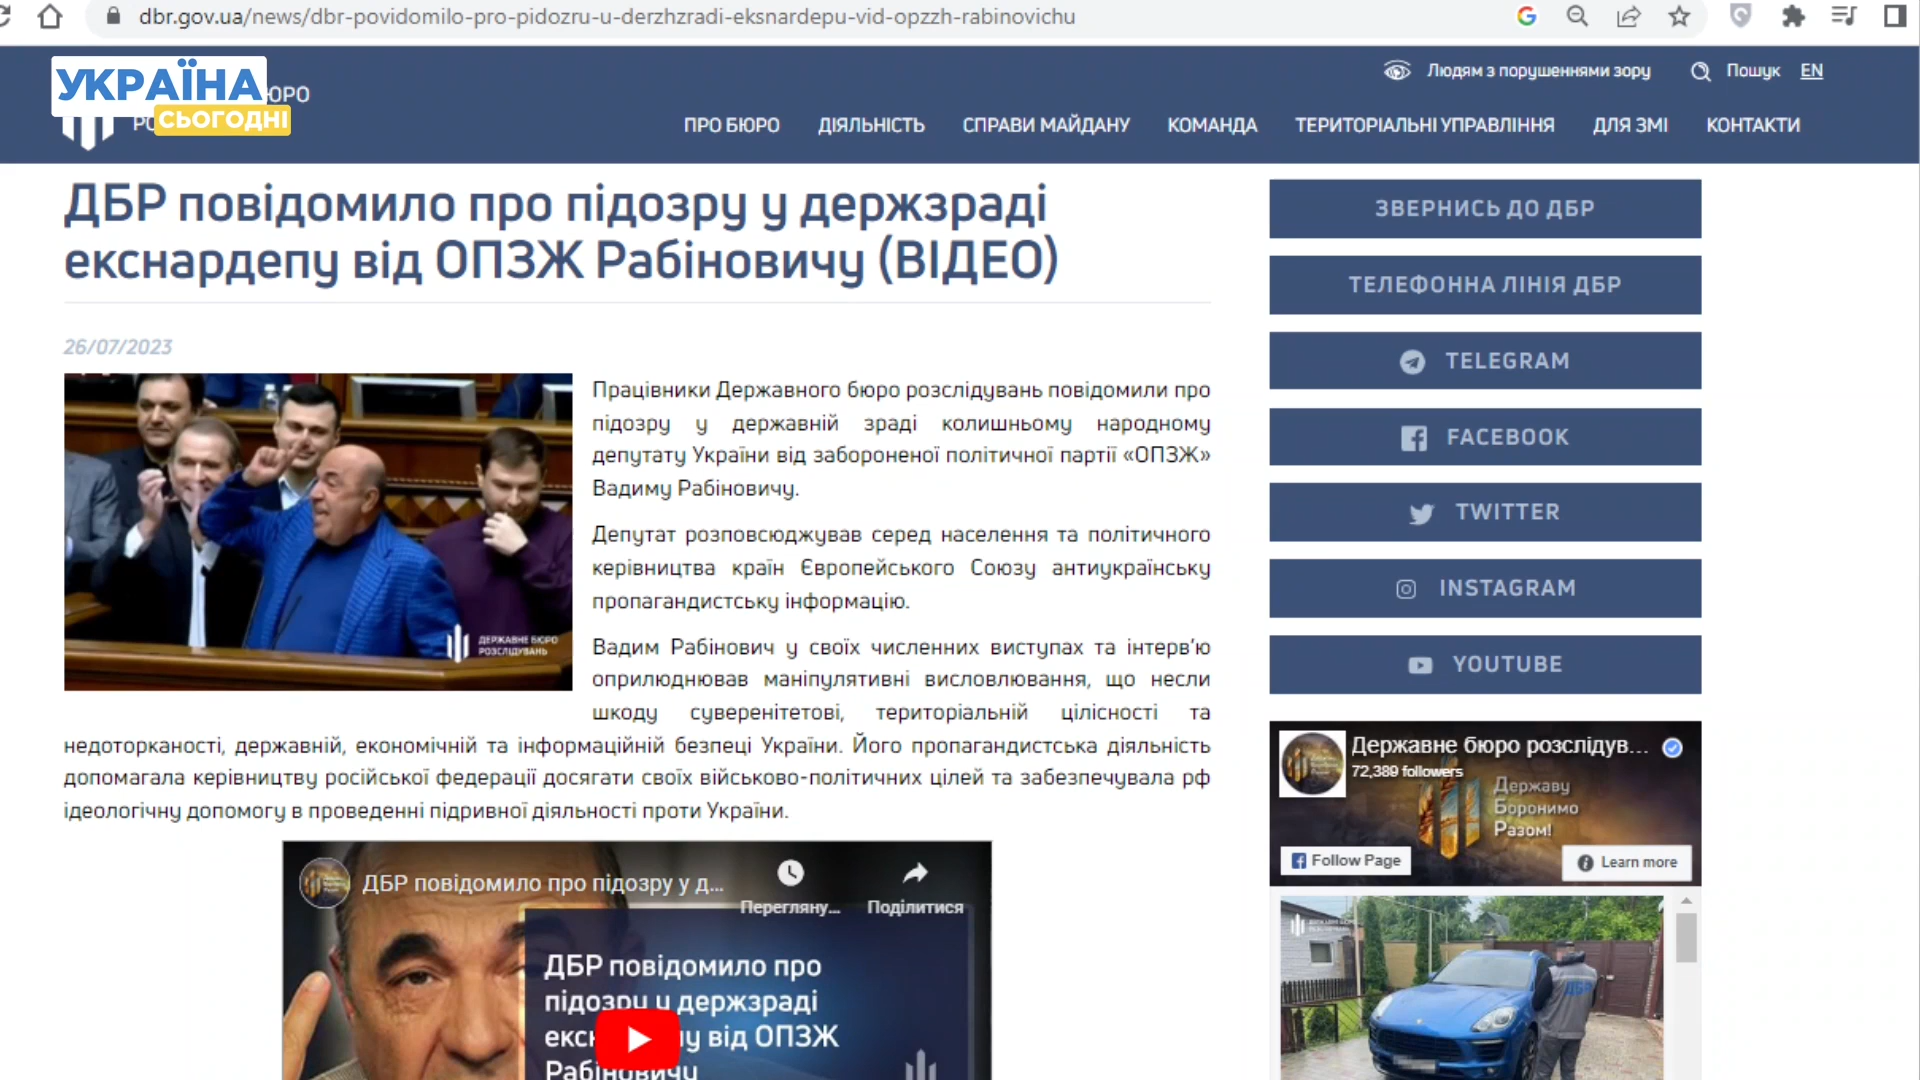 dbr.gov.ua/news/dbr-povidomilo-pro-pidozru-u-derzhzradi-eksnardepu-vid-opzzh-rabinovichu
УКРАЇНА
СЬОГОДНІ
Людям з порушеннями зору
Пошук
EN
ПРО БЮРО
ДІЯЛЬНІСТЬ
СПРАВИ МАЙДАНУ
КОМАНДА
ТЕРИТОРІАЛЬНІ УПРАВЛІННЯ
ДЛЯ ЗМІ
КОНТАКТИ
ДБР повідомило про підозру у держзраді
екснардепу від ОПЗЖ Рабіновичу (ВІДЕО)
26/07/2023
Працівники Державного бюро розслідувань повідомили про
підозру у державній зраді колишньому народному
депутату України від забороненої політичної партії «ОПЗЖ»
Вадиму Рабіновичу.
Депутат розповсюджував серед населення та політичного
керівництва країн Європейського Союзу антиукраїнську
пропагандистську інформацію.
Вадим Рабінович у своїх численних виступах та інтерв’ю
оприлюднював маніпулятивні висловлювання, що несли
шкоду суверенітетові, територіальній цілісності та
недоторканості, державній, економічній та інформаційній безпеці України. Його пропагандистська діяльність
допомагала керівництву російської федерації досягати своїх військово-політичних цілей та забезпечувала рф
ідеологічну допомогу в проведенні підривної діяльності проти України.
ДЕРЖАВНЕ БЮРО
РОЗСЛІДУВАНЬ
ДБР повідомило про підозру у д...
Перегляну...
Поділитися
ДБР повідомило про
підозру у держзраді
від ОПЗЖ
Рабіновичу
ЗВЕРНИСЬ ДО ДБР
ТЕЛЕФОННА ЛІНІЯ ДБР
TELEGRAM
FACEBOOK
TWITTER
INSTAGRAM
YOUTUBE
Державне бюро розслідув...
72,389 followers
Державу
Боронимо
Разом!
Follow Page
Learn more
ДБР